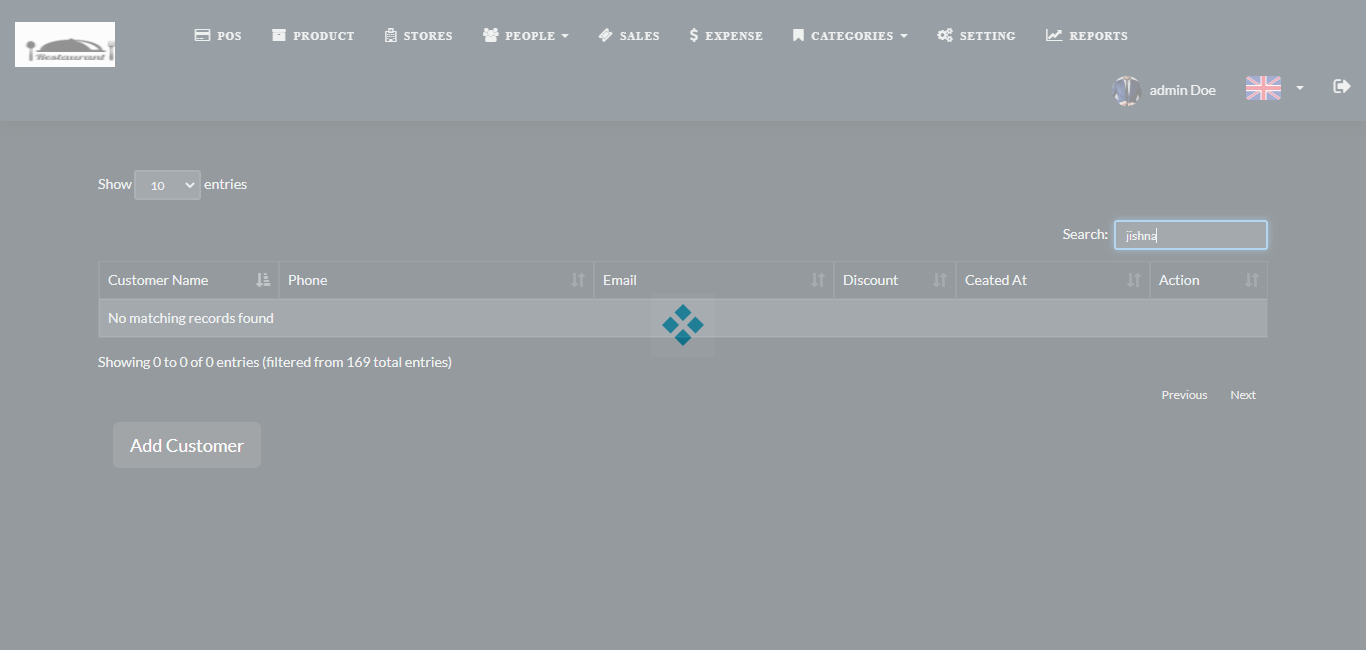 Restaurant
POS PRODUCT STORES PEOPLE SALES EXPENSE CATEGORIES SETTING REPORTS
admin Doe
Show 10 entries
Search: jishna
Customer Name Phone Email Discount Ceated At Action
No matching records found
Showing 0 to 0 of 0 entries (filtered from 169 total entries)
Previous Next
Add Customer